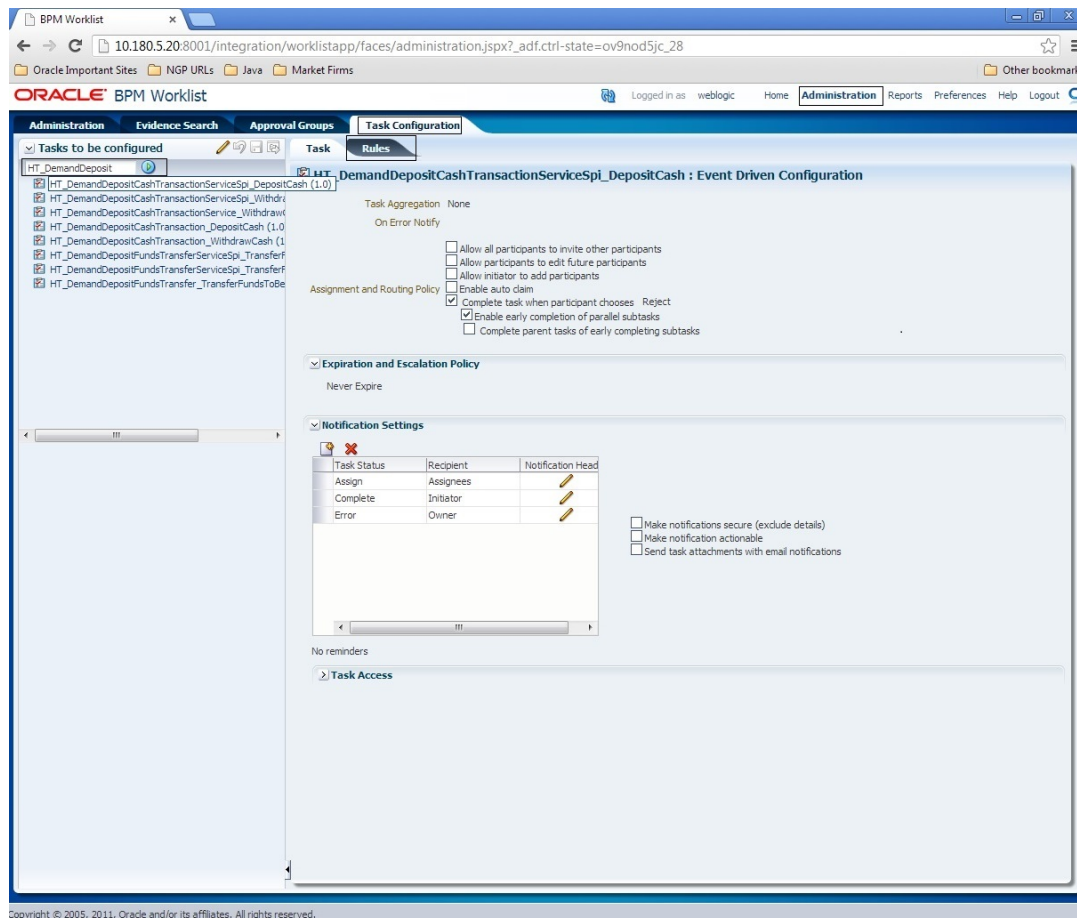 BPM Worklist
10.180.5.20:8001/integration/worklistapp/faces/administration.jspx?_adf.ctrl-state=ov9nod5jc_28
Oracle Important Sites NGP URLs Java Market Firms Other bookmark
ORACLE BPM Worklist Logged in as weblogic Home Administration Reports Preferences Help Logout
Administration Evidence Search Approval Groups Task Configuration
Tasks to be configured
HT_DemandDeposit
HT_DemandDepositCashTransactionServiceSpi_DepositCash (1.0)
HT_DemandDepositCashTransactionServiceSpi_Withdra
HT_DemandDepositCashTransactionService_Withdraw
HT_DemandDepositCashTransaction_DepositCash (1.0
HT_DemandDepositCashTransaction_WithdrawCash (1
HT_DemandDepositFundsTransferServiceSpi_TransferF
HT_DemandDepositFundsTransferServiceSpi_TransferF
HT_DemandDepositFundsTransfer_TransferFundsToBe
Task Rules
HT_DemandDepositCashTransactionServiceSpi_DepositCash : Event Driven Configuration
Task Aggregation None
On Error Notify
Allow all participants to invite other participants
Allow participants to edit future participants
Allow initiator to add participants
Assignment and Routing Policy Enable auto claim
Complete task when participant chooses Reject
Enable early completion of parallel subtasks
Complete parent tasks of early completing subtasks
Expiration and Escalation Policy
Never Expire
Notification Settings
Task Status Recipient Notification Head
Assign Assignees
Complete Initiator
Error Owner
Make notifications secure (exclude details)
Make notification actionable
Send task attachments with email notifications
No reminders
Task Access
Copyright © 2005, 2011, Oracle and/or its affiliates. All rights reserved.